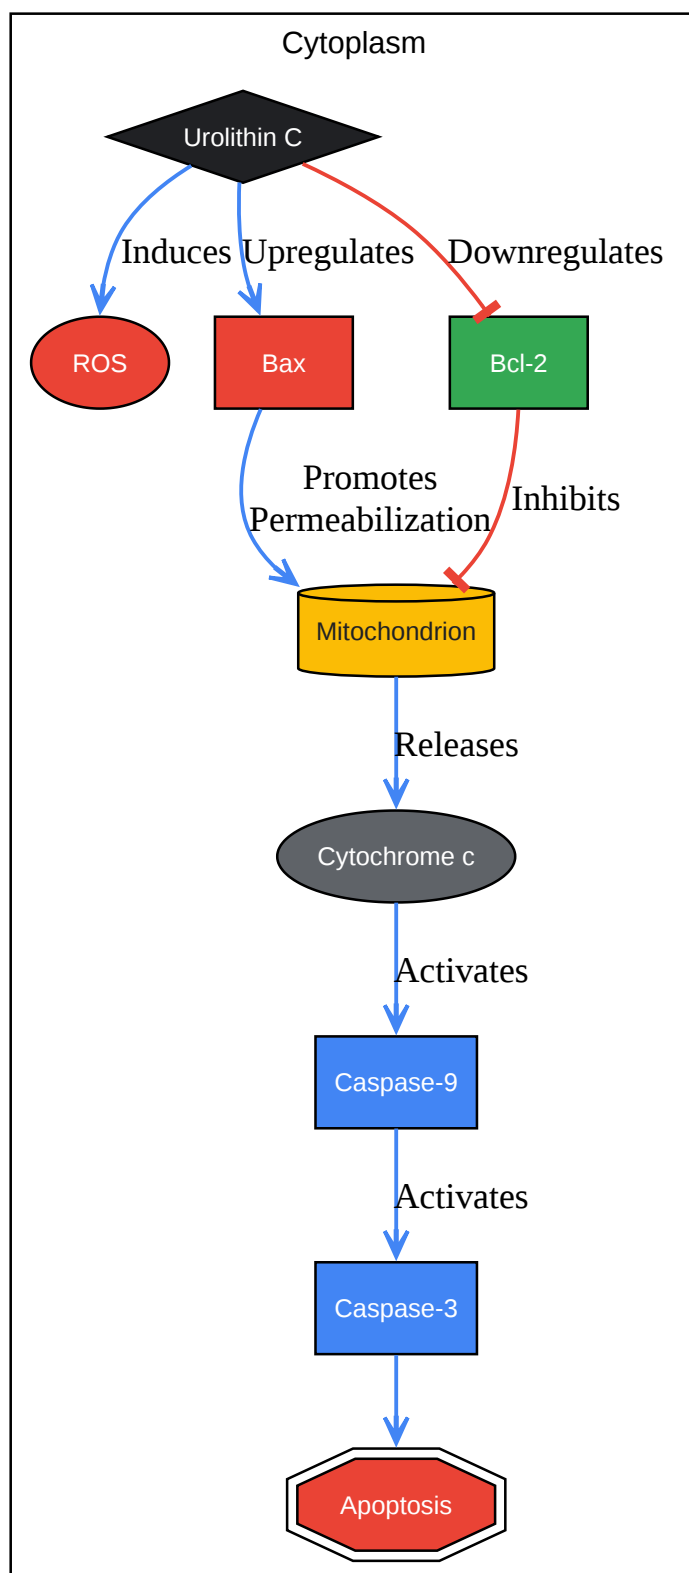 Cytoplasm
Urolithin C
Induces
Upregulates
Downregulates
ROS
Bax
Bcl-2
Promotes
Permeabilization
Inhibits
Mitochondrion
Releases
Cytochrome c
Activates
Caspase-9
Activates
Caspase-3
Apoptosis